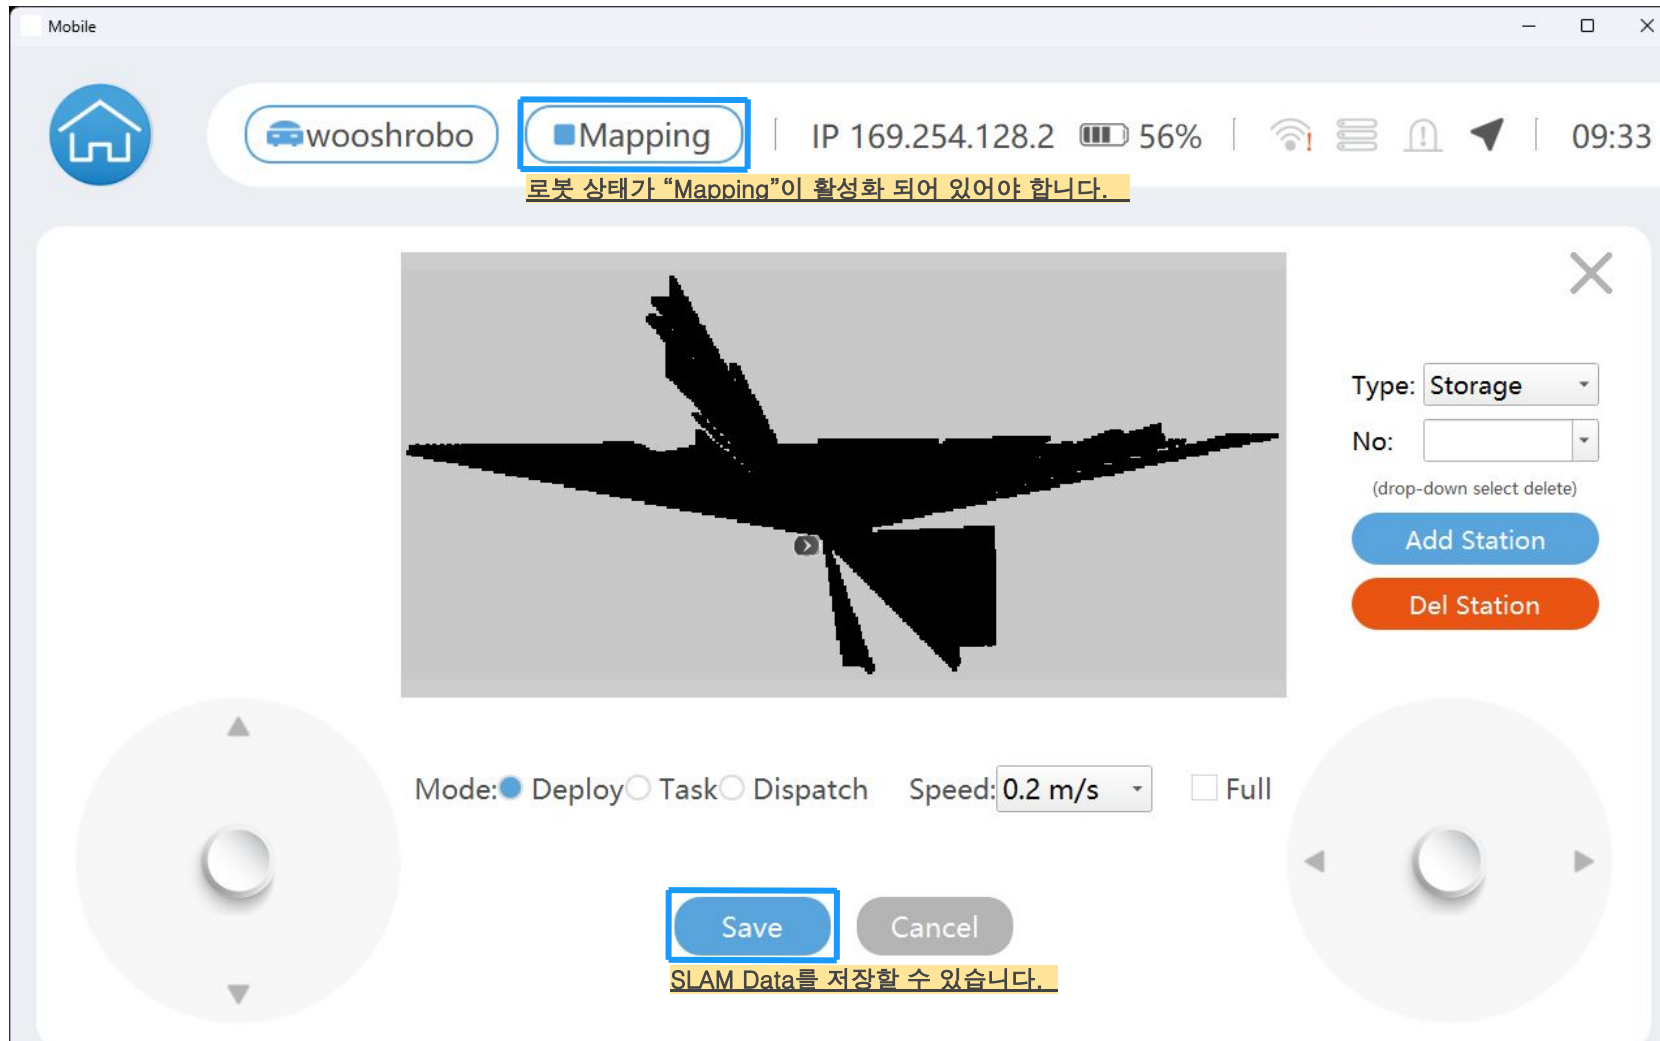 Mobile
wooshrobo
Mapping
IP 169.254.128.2
56%
09:33
로봇 상태가 “Mapping”이 활성화 되어 있어야 합니다.
Type: Storage
No:
(drop-down select delete)
Add Station
Del Station
Mode: Deploy Task Dispatch Speed: 0.2 m/s Full
Save
Cancel
SLAM Data를 저장할 수 있습니다.